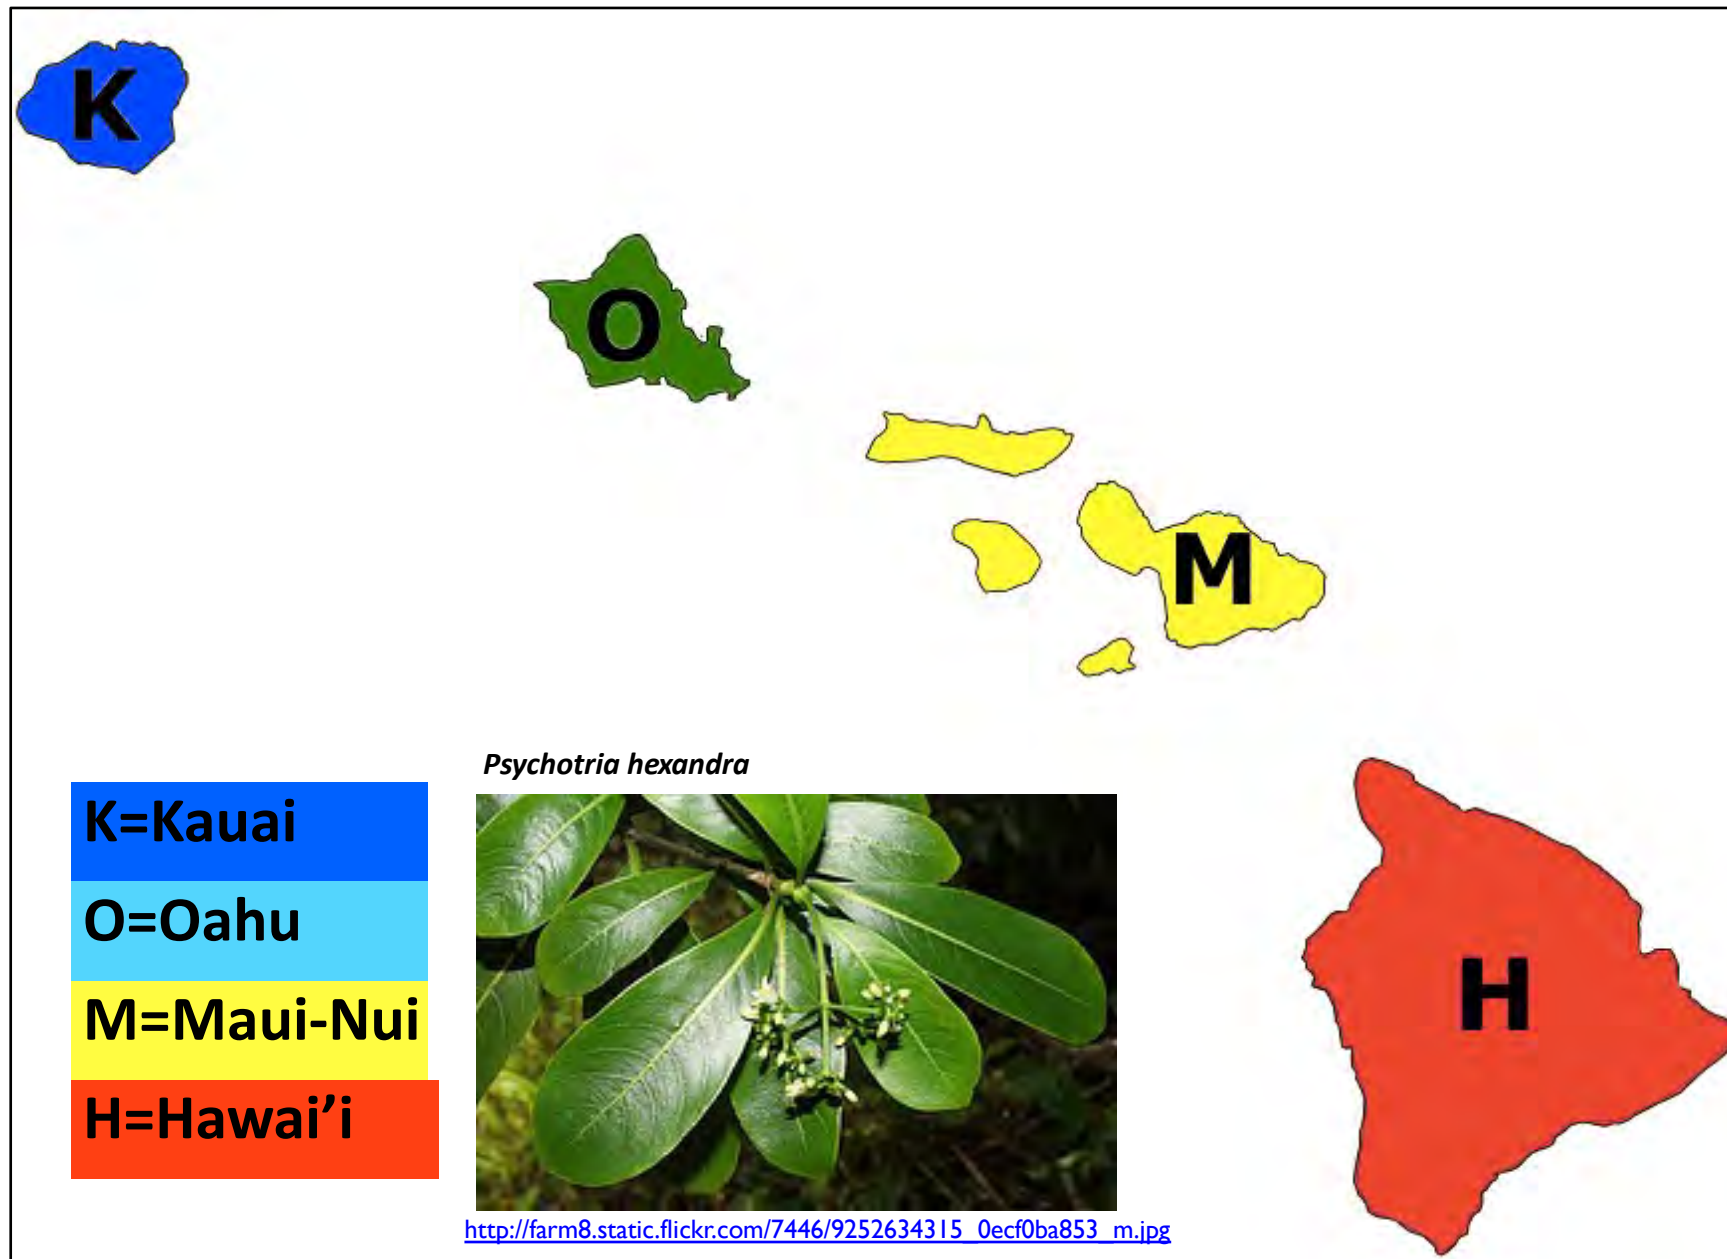 K
O
M
H
Psychotria hexandra
K=Kauai
O=Oahu
M=Maui-Nui
H=Hawai’i
http://farm8.static.flickr.com/7446/9252634315_0ecf0ba853_m.jpg